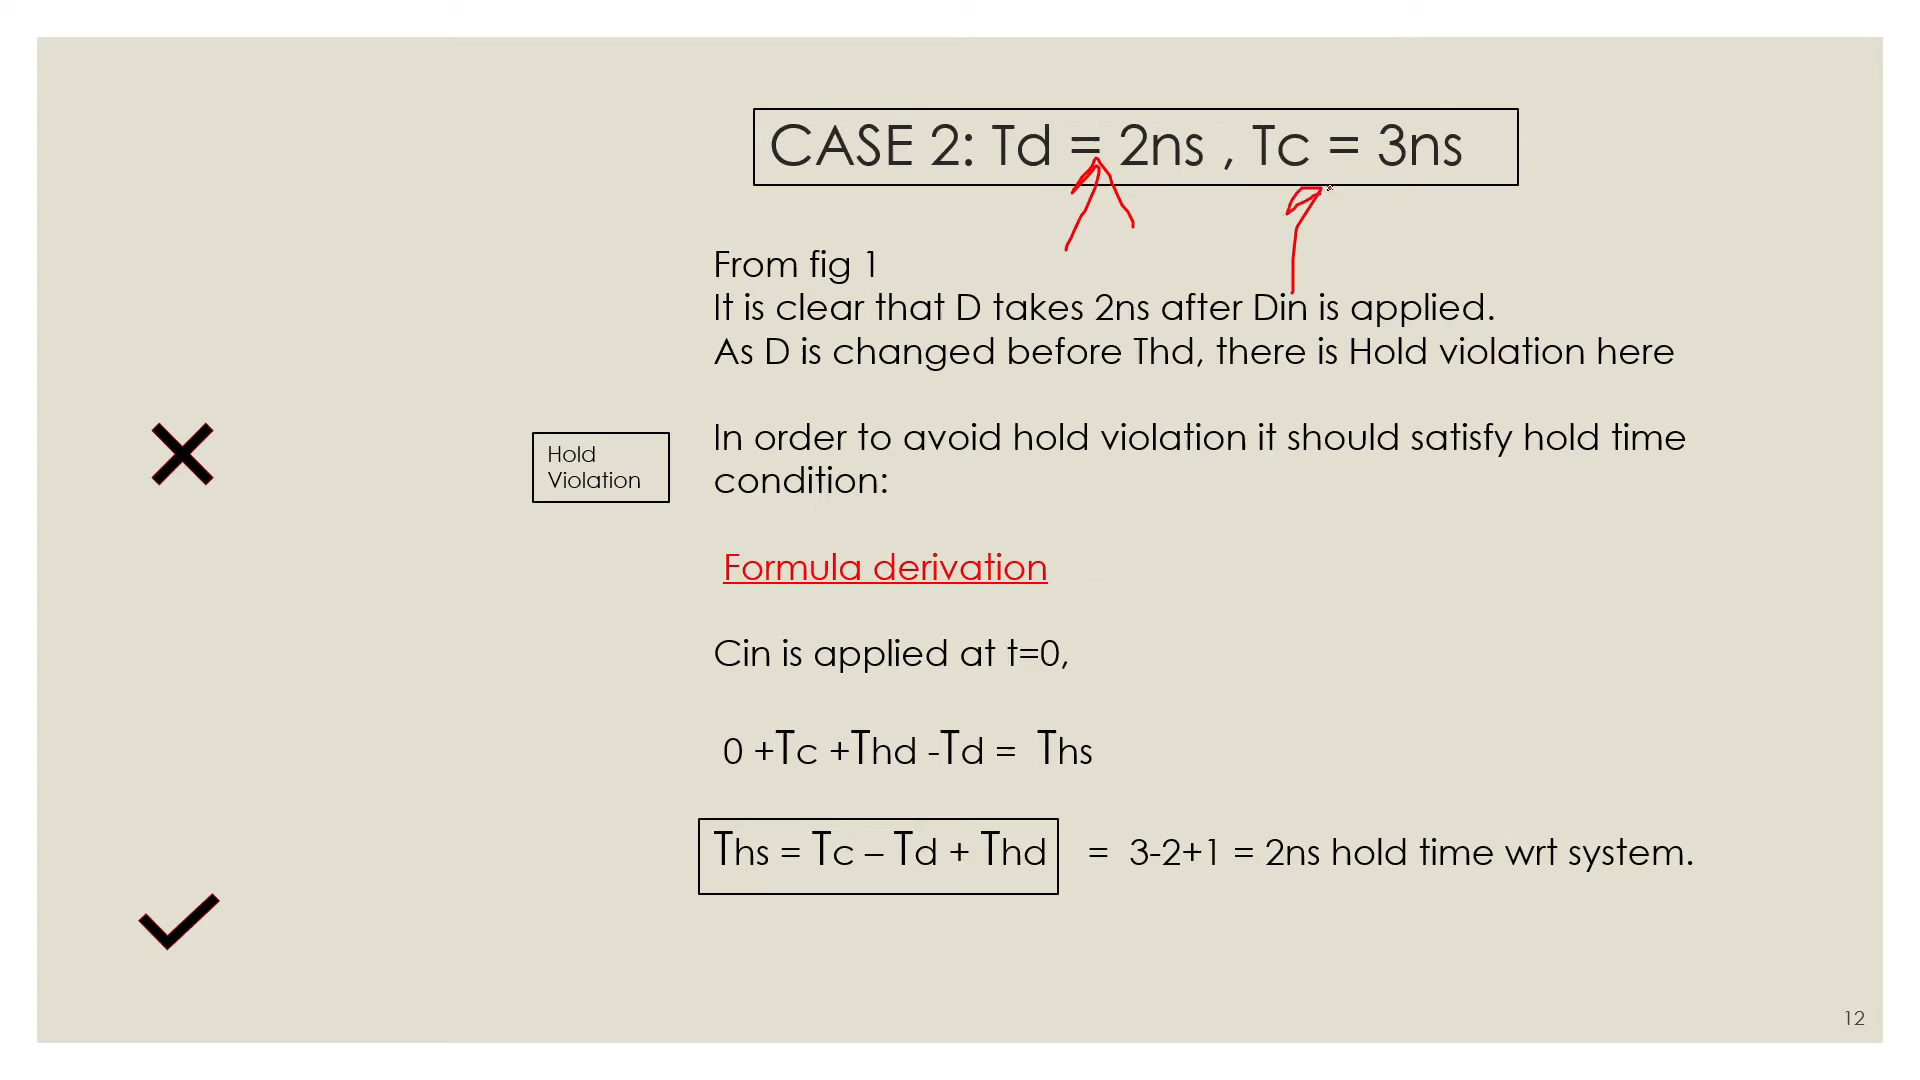 CASE 2: Td = 2ns , Tc = 3ns
From fig 1
It is clear that D takes 2ns after Din is applied.
As D is changed before Thd, there is Hold violation here
Hold
Violation
In order to avoid hold violation it should satisfy hold time
condition:
Formula derivation
Cin is applied at t=0,
0 +Tc +Thd -Td = Ths
Ths = Tc – Td + Thd = 3-2+1 = 2ns hold time wrt system.
12